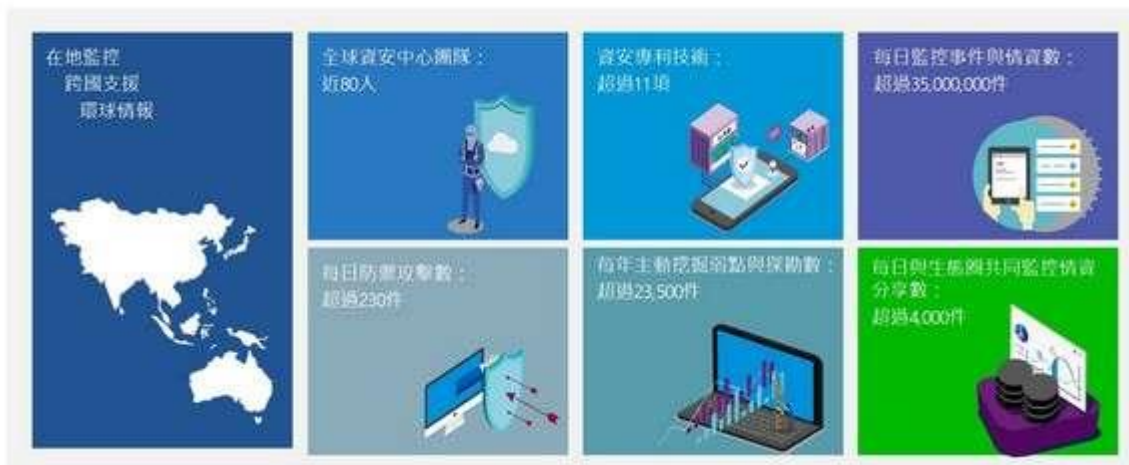 在地監控
跨國支援
環球情報
全球資安中心團隊：
近80人
資安專利技術：
超過11項
每日監控事件與情資數：
超過35,000,000件
每日防禦攻擊數：
超過230件
每年主動挖掘弱點與探勘數：
超過23,500件
每日與生態圈共同監控情資
分享數：
超過4,000件